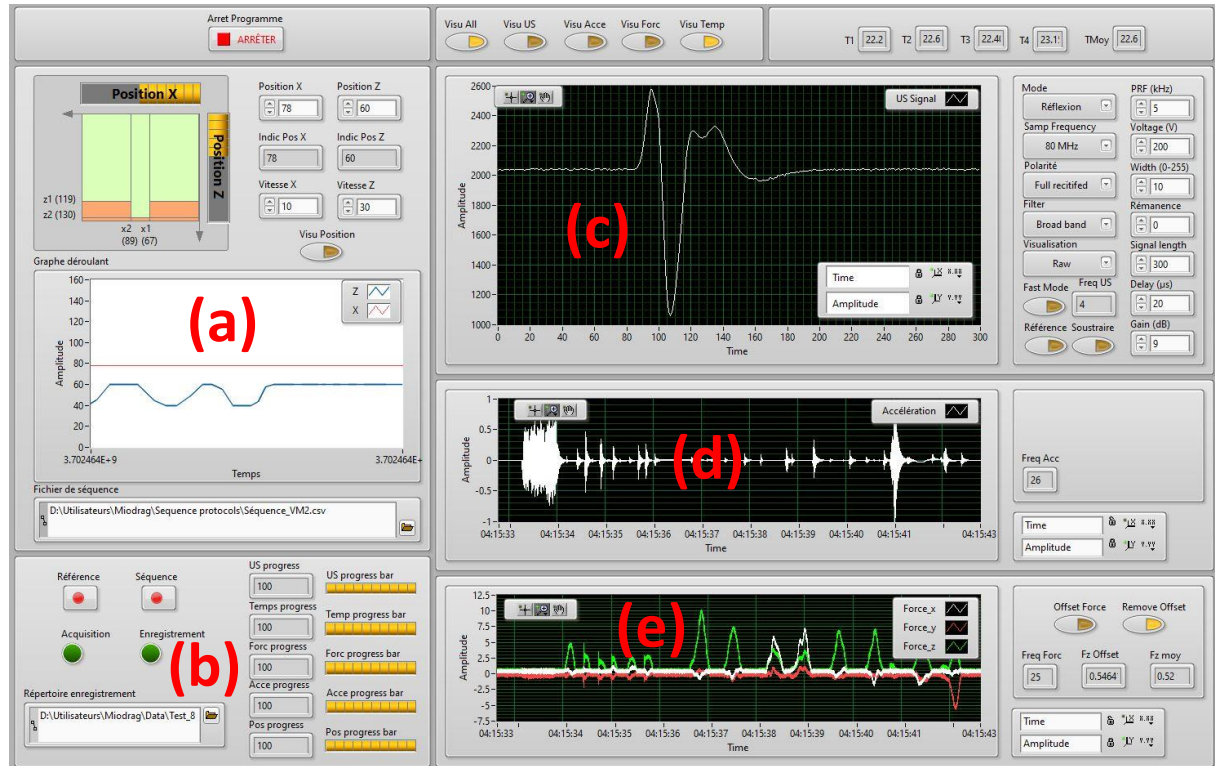 Arret Programme
ARRÊTER
Visu All
Visu US
Visu Acce
Visu Forc
Visu Temp
T1 22.2
T2 22.6
T3
T4
TMoy 22.6
Position X
Position Z
z1 (119)
z2 (130)
x2 x1
(89) (67)
Position X
78
Position Z
60
Indic Pos X
78
Indic Pos Z
60
Vitesse X
10
Vitesse Z
30
Visu Position
Graphe déroulant
160
140
120
100
80
60
40
20
0
Amplitude
(a)
Z
X
3.702464E+9
3.702464E+
Temps
Fichier de séquence
D:\Utilisateurs\Miodrag\Sequence protocols\Séquence_VM2.csv
Référence
Séquence
Acquisition
Enregistrement
(b)
Répertoire enregistrement
D:\Utilisateurs\Miodrag\Data\Test_8
US progress
100
US progress bar
Temps progress
100
Temp progress bar
Forc progress
100
Forc progress bar
Acce progress
100
Acce progress bar
Pos progress
100
Pos progress bar
2600
2400
2200
2000
1800
1600
1400
1200
1000
Amplitude
US Signal
(c)
Time
Amplitude
0 20 40 60 80 100 120 140 160 180 200 220 240 260 280 300
Time
Mode
Réflexion
Samp Frequency
80 MHz
Polarité
Full recitifed
Filter
Broad band
Visualisation
Raw
Fast Mode
Freq US
4
Référence
Soustraire
PRF (kHz)
5
Voltage (V)
200
Width (0-255)
10
Rémanence
0
Signal length
300
Delay (µs)
20
Gain (dB)
9
1
0.5
0
-0.5
-1
Amplitude
Accélération
(d)
04:15:33 04:15:34 04:15:35 04:15:36 04:15:37 04:15:38 04:15:39 04:15:40 04:15:41 04:15:43
Time
Freq Acc
26
Time
Amplitude
12.5
10
7.5
5
2.5
0
-2.5
-5
-7.5
Amplitude
(e)
Force_x
Force_y
Force_z
04:15:33 04:15:34 04:15:35 04:15:36 04:15:37 04:15:38 04:15:39 04:15:40 04:15:41 04:15:43
Time
Offset Force
Remove Offset
Freq Forc
25
Fz Offset
0.5464
Fz moy
0.52
Time
Amplitude